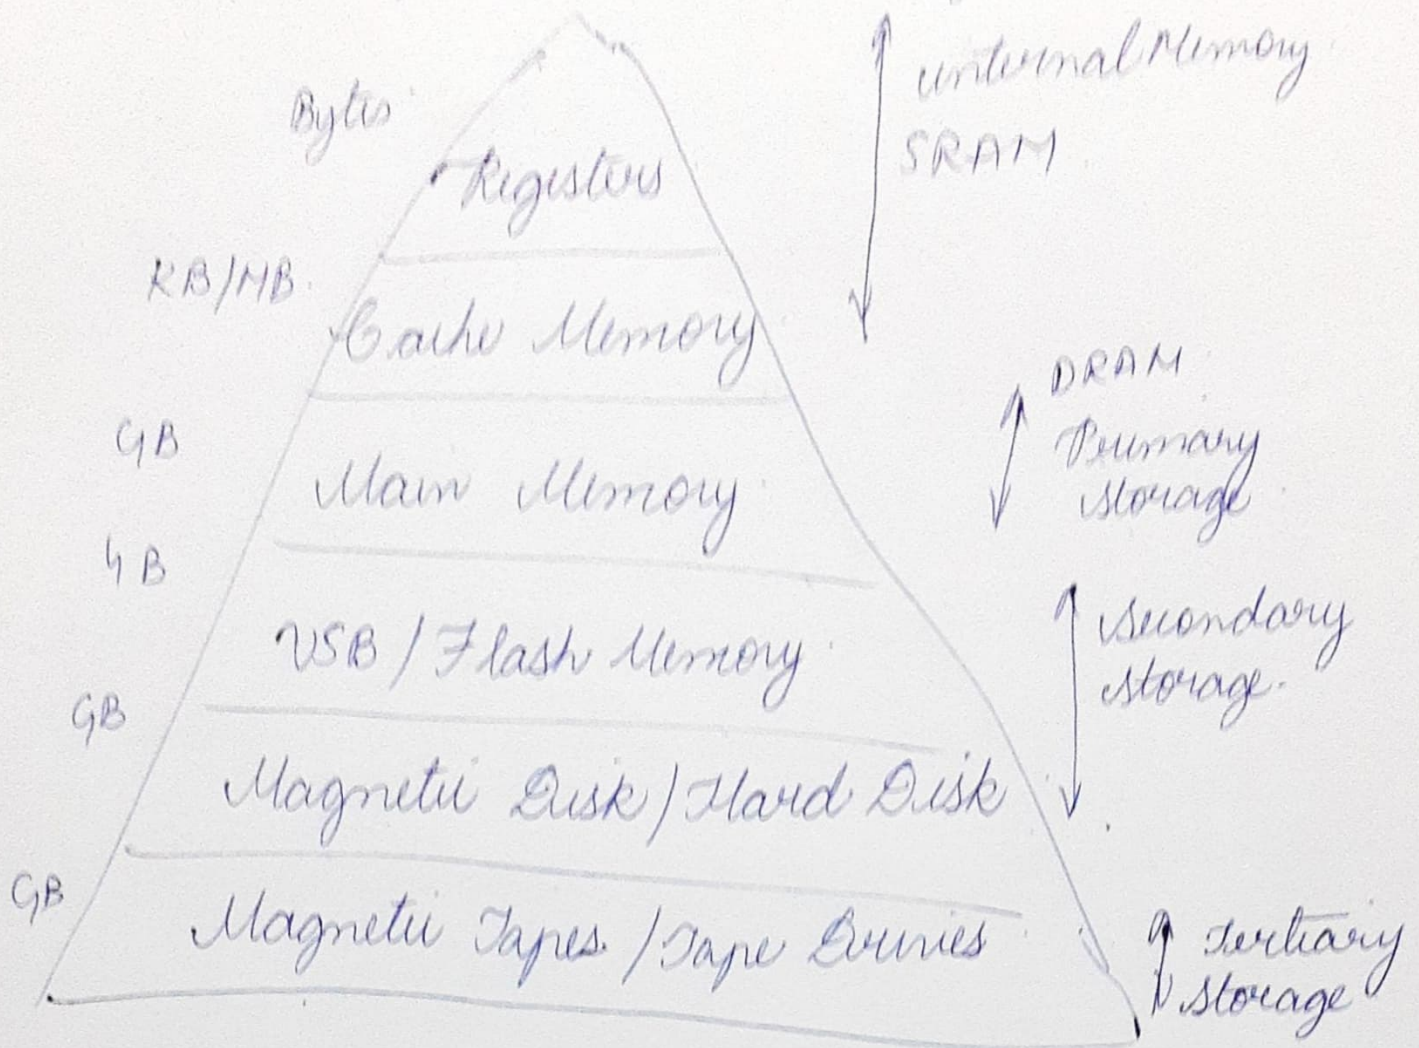 Bytes
Internal Memory
SRAM
Registers
KB/MB
Cache Memory
DRAM
Primary
Storage
GB
Main Memory
GB
Secondary
Storage
USB / Flash Memory
GB
Magnetic Disk / Hard Disk
GB
Magnetic Tapes / Tape Drives
Tertiary
Storage